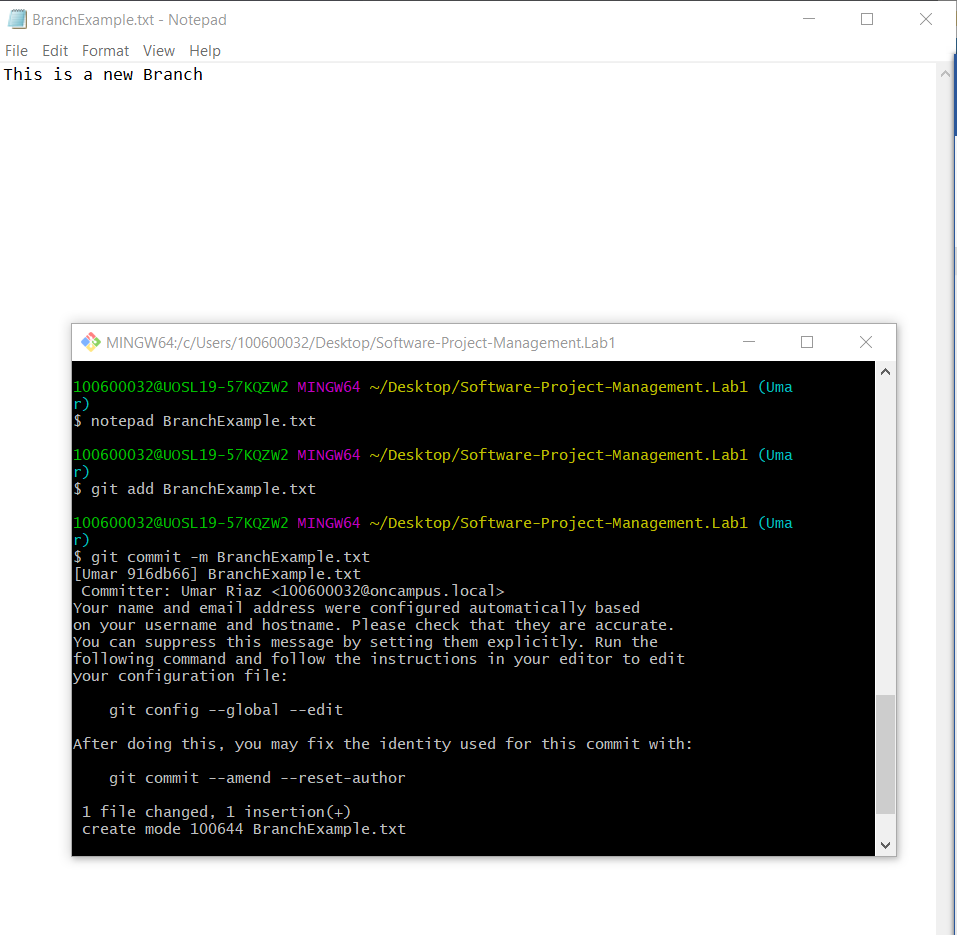 BranchExample.txt - Notepad
File Edit Format View Help
This is a new Branch
MINGW64:/c/Users/100600032/Desktop/Software-Project-Management.Lab1
100600032@UOSL19-57KQZW2 MINGW64 ~/Desktop/Software-Project-Management.Lab1 (Uma
r)
$ notepad BranchExample.txt
100600032@UOSL19-57KQZW2 MINGW64 ~/Desktop/Software-Project-Management.Lab1 (Uma
r)
$ git add BranchExample.txt
100600032@UOSL19-57KQZW2 MINGW64 ~/Desktop/Software-Project-Management.Lab1 (Uma
r)
$ git commit -m BranchExample.txt
[Umar 916db66] BranchExample.txt
Committer: Umar Riaz <100600032@oncampus.local>
Your name and email address were configured automatically based
on your username and hostname. Please check that they are accurate.
You can suppress this message by setting them explicitly. Run the
following command and follow the instructions in your editor to edit
your configuration file:
git config --global --edit
After doing this, you may fix the identity used for this commit with:
git commit --amend --reset-author
1 file changed, 1 insertion(+)
create mode 100644 BranchExample.txt